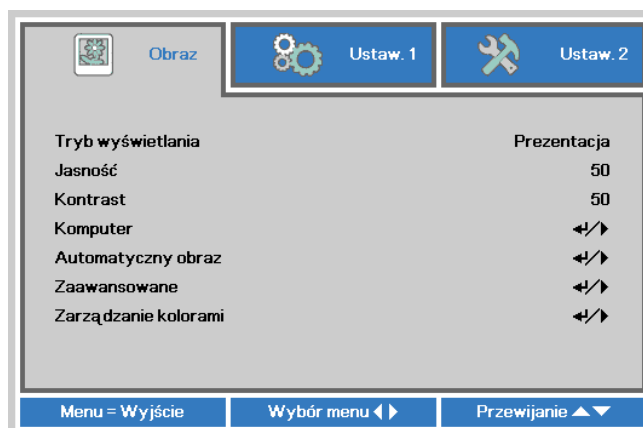 Obraz Ustaw. 1 Ustaw. 2
Tryb wyświetlania Prezentacja
Jasność 50
Kontrast 50
Komputer ↵/▶
Automatyczny obraz ↵/▶
Zaawansowane ↵/▶
Zarządzanie kolorami ↵/▶
Menu = Wyjście Wybór menu ◀ ▶ Przewijanie ▲▼